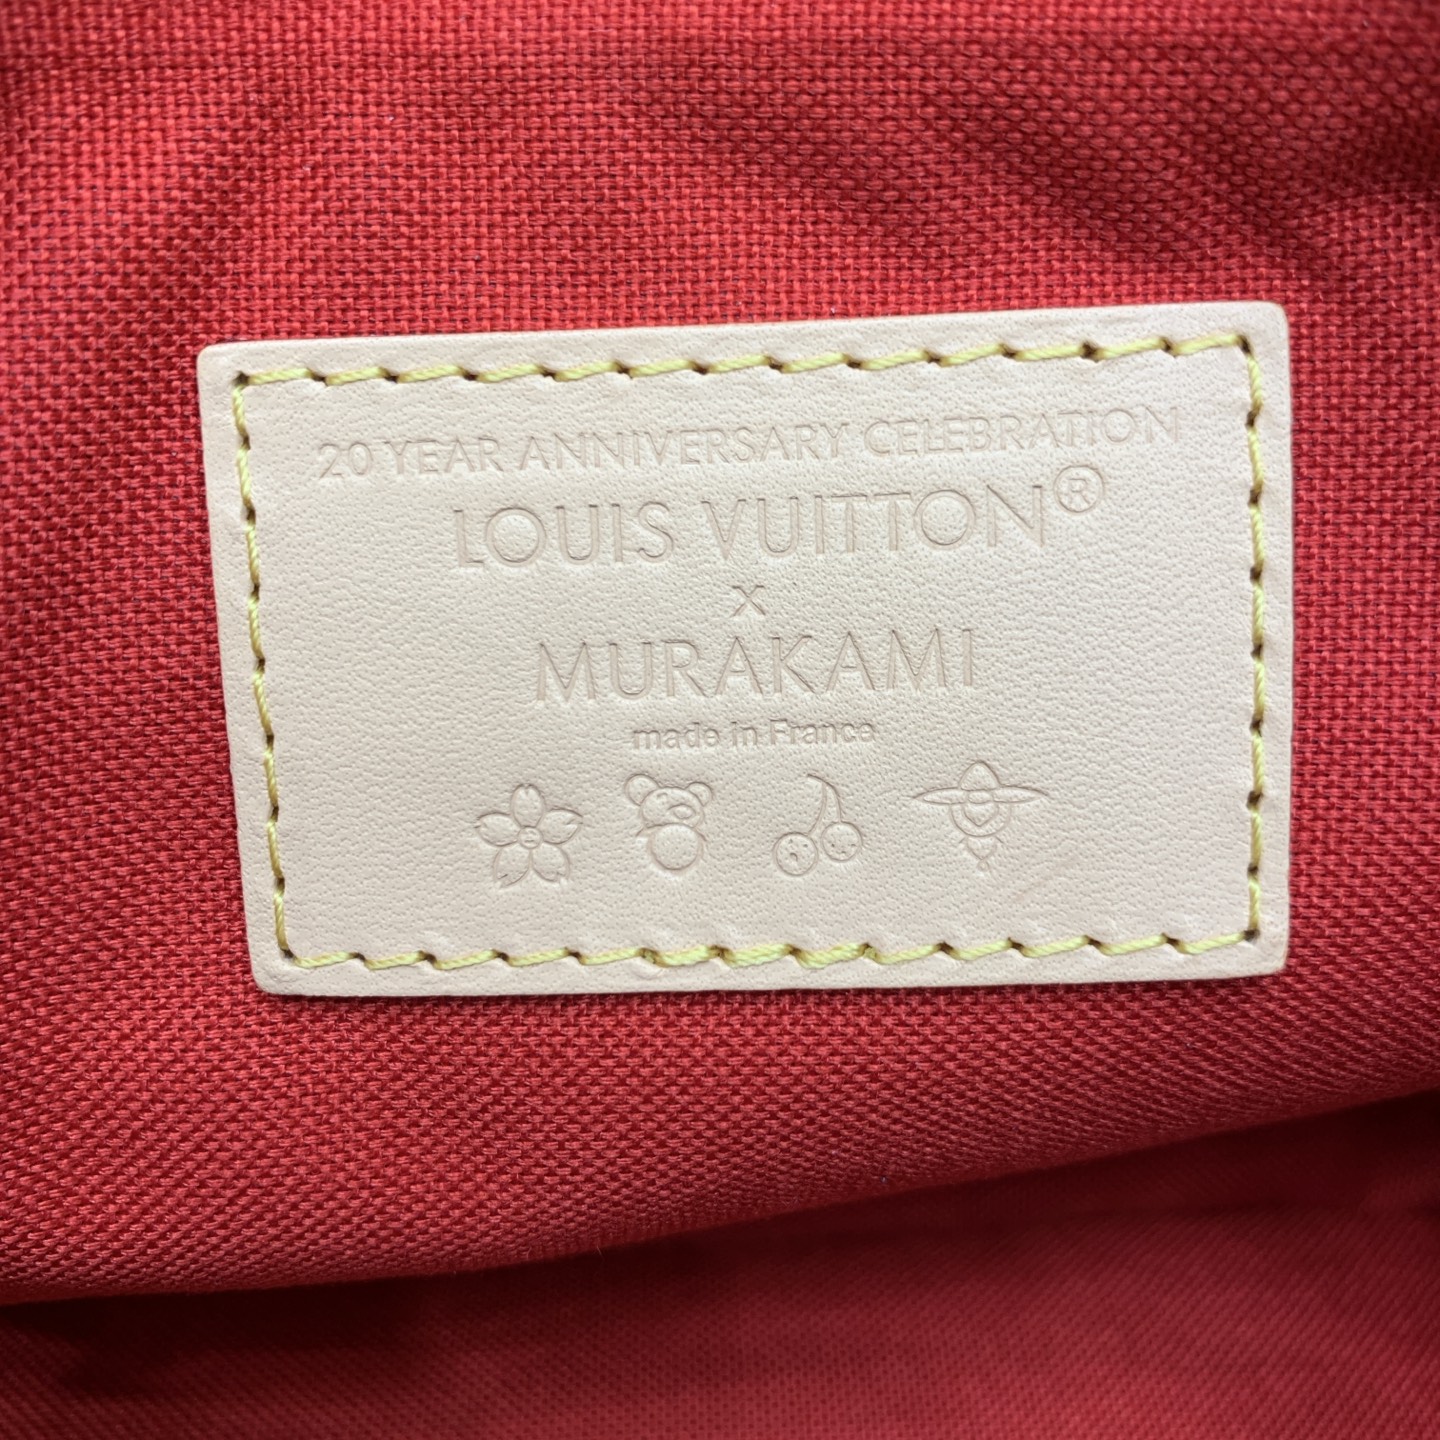 20 YEAR ANNIVERSARY CELEBRATION
LOUIS VUITTON®
x
MURAKAMI
made in France